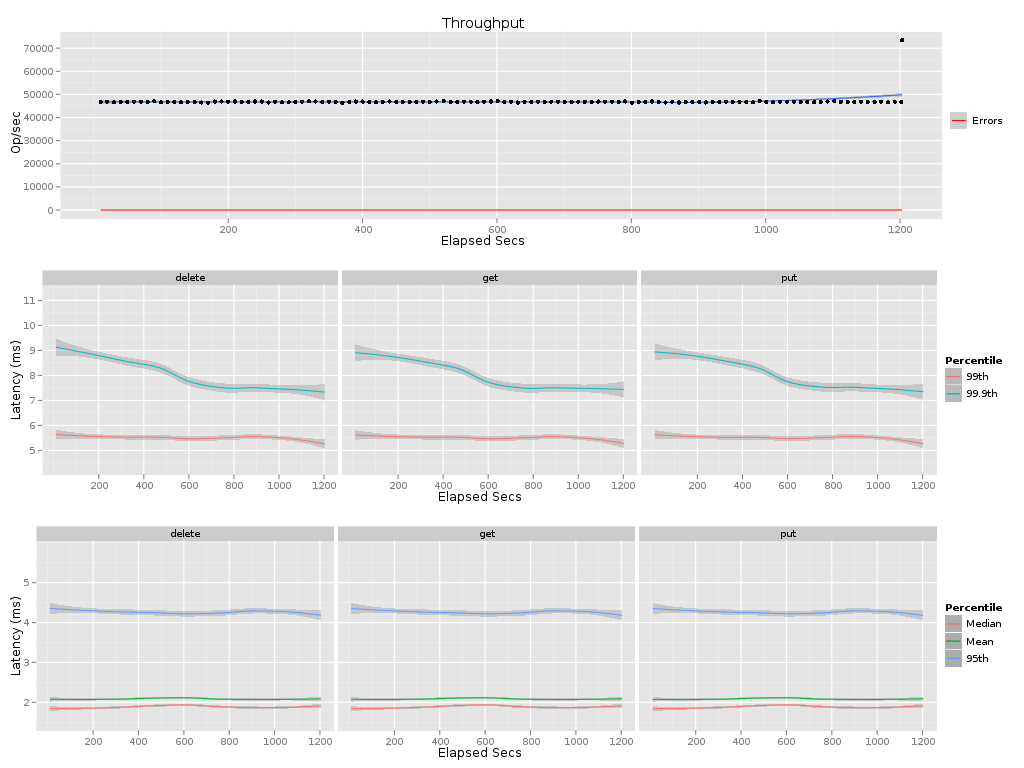 Throughput
70000
60000
50000
40000
30000
20000
10000
0
Op/sec
200 400 600 800 1000 1200
Elapsed Secs
Errors
delete get put
11
10
9
8
7
6
5
Latency (ms)
200 400 600 800 1000 1200 200 400 600 800 1000 1200 200 400 600 800 1000 1200
Elapsed Secs
Percentile
99th
99.9th
delete get put
5
4
3
2
Latency (ms)
200 400 600 800 1000 1200 200 400 600 800 1000 1200 200 400 600 800 1000 1200
Elapsed Secs
Percentile
Median
Mean
95th